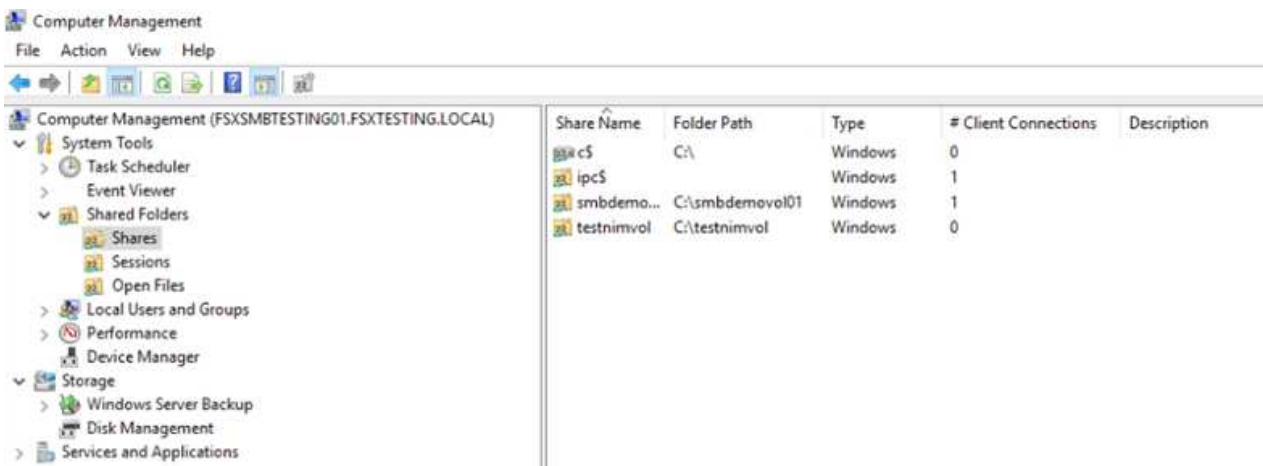 Computer Management
File Action View Help
Computer Management (FSXSMBTESTING01.FSXTESTING.LOCAL)
System Tools
Task Scheduler
Event Viewer
Shared Folders
Shares
Sessions
Open Files
Local Users and Groups
Performance
Device Manager
Storage
Windows Server Backup
Disk Management
Services and Applications
Share Name Folder Path Type # Client Connections Description
c$ C:\ Windows 0
ipc$ Windows 1
smbdemo... C:\smbdemovol01 Windows 1
testnimvol C:\testnimvol Windows 0